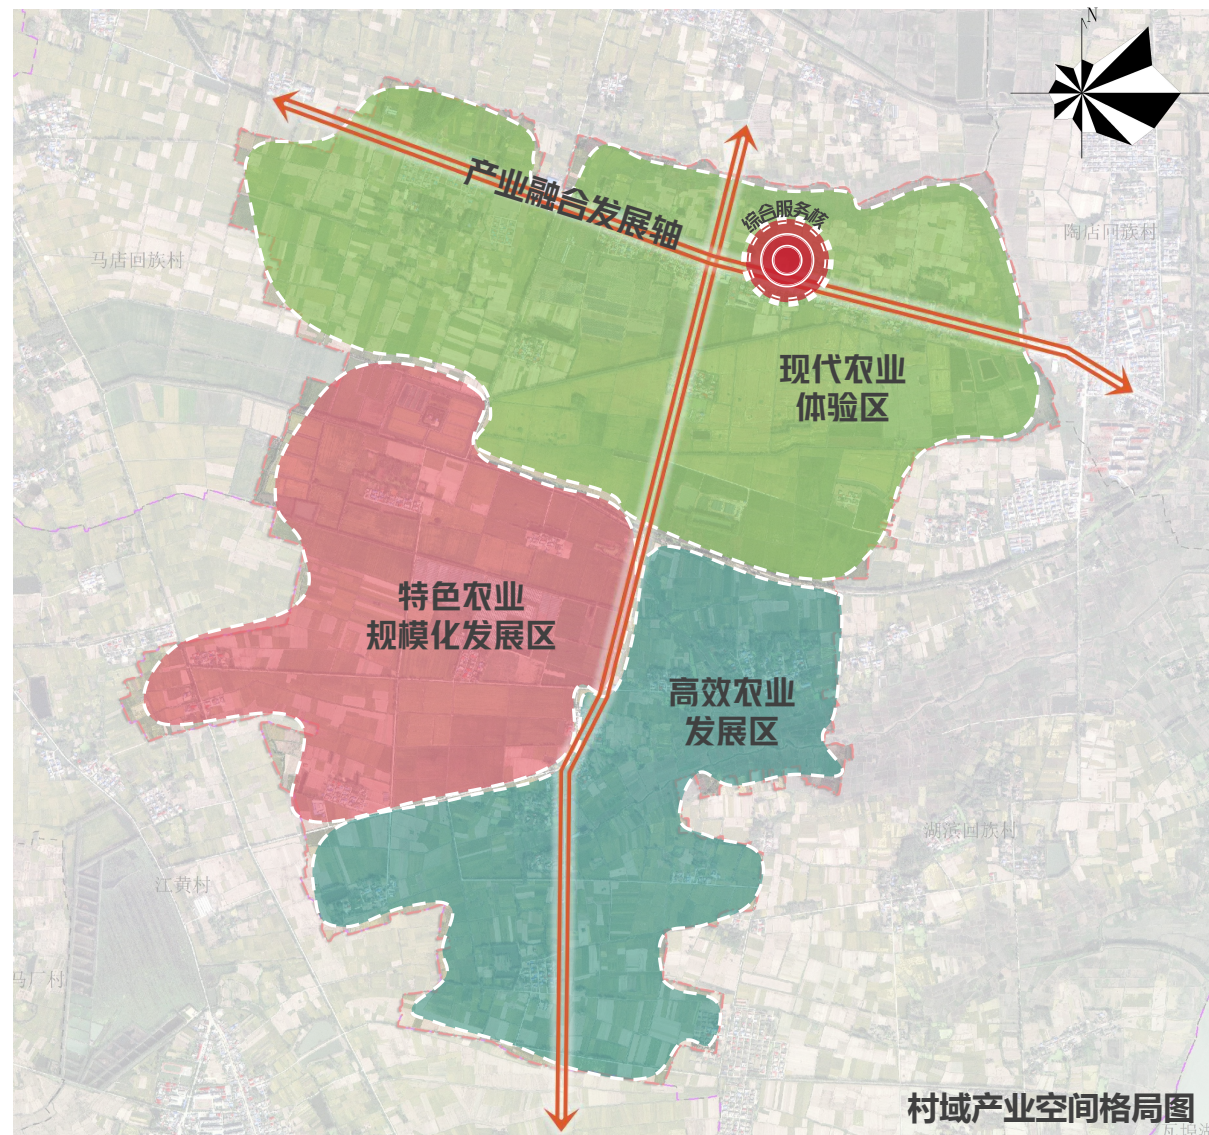 N
产业融合发展轴
综合服务核
陶店回族村
马店回族村
现代农业
体验区
特色农业
规模化发展区
高效农业
发展区
湖滨回族村
江黄村
马厂村
村域产业空间格局图
瓦埠湖